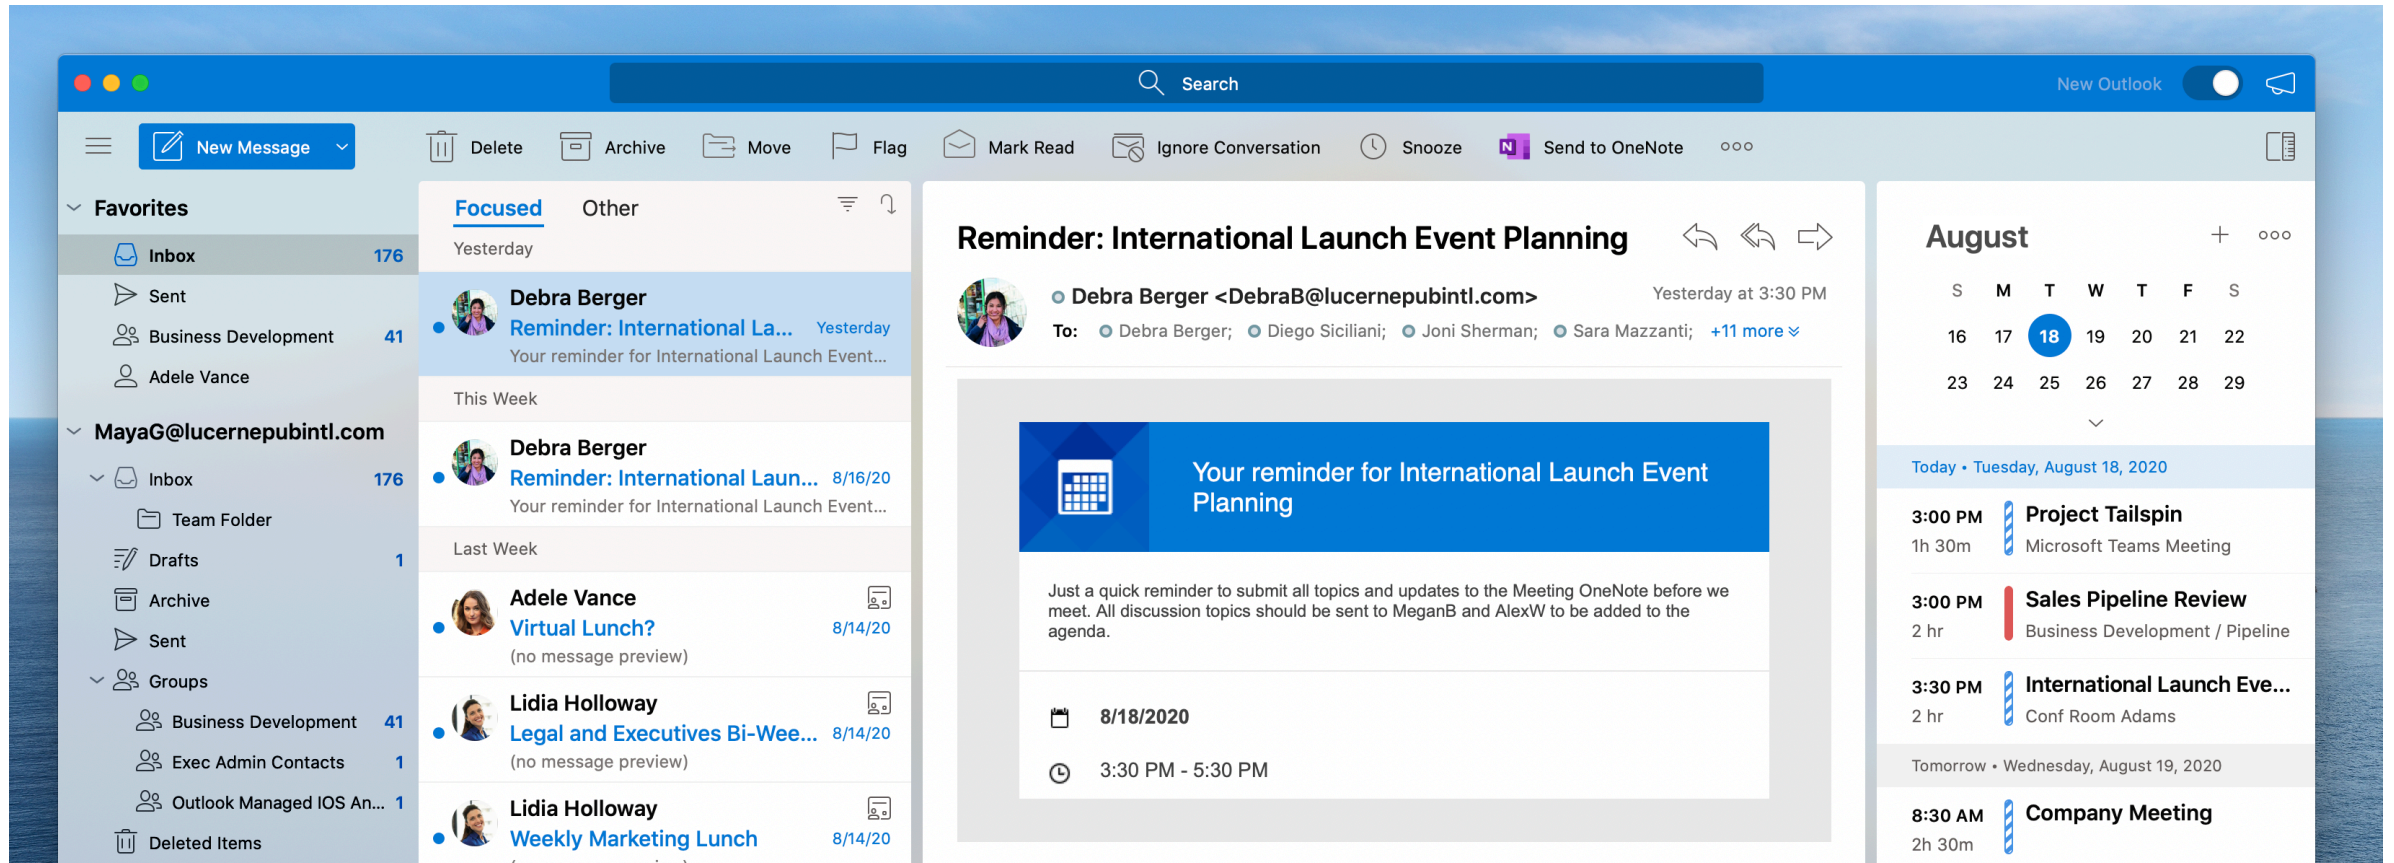 Search
New Outlook
New Message
Delete
Archive
Move
Flag
Mark Read
Ignore Conversation
Snooze
N
Send to OneNote
Favorites
Inbox 176
Sent
Business Development 41
Adele Vance
MayaG@lucernepubintl.com
Inbox 176
Team Folder
Drafts 1
Archive
Sent
Groups
Business Development 41
Exec Admin Contacts 1
Outlook Managed IOS An... 1
Deleted Items
Focused Other
Yesterday
Debra Berger
Reminder: International La... Yesterday
Your reminder for International Launch Event...
This Week
Debra Berger
Reminder: International Laun... 8/16/20
Your reminder for International Launch Event...
Last Week
Adele Vance
Virtual Lunch? 8/14/20
(no message preview)
Lidia Holloway
Legal and Executives Bi-Wee... 8/14/20
(no message preview)
Lidia Holloway
Weekly Marketing Lunch 8/14/20
Reminder: International Launch Event Planning
Debra Berger <DebraB@lucernepubintl.com> Yesterday at 3:30 PM
To: Debra Berger; Diego Siciliani; Joni Sherman; Sara Mazzanti; +11 more
Your reminder for International Launch Event
Planning
Just a quick reminder to submit all topics and updates to the Meeting OneNote before we
meet. All discussion topics should be sent to MeganB and AlexW to be added to the
agenda.
8/18/2020
3:30 PM - 5:30 PM
August
S M T W T F S
16 17 18 19 20 21 22
23 24 25 26 27 28 29
Today • Tuesday, August 18, 2020
3:00 PM Project Tailspin
1h 30m Microsoft Teams Meeting
3:00 PM Sales Pipeline Review
2 hr Business Development / Pipeline
3:30 PM International Launch Eve...
2 hr Conf Room Adams
Tomorrow • Wednesday, August 19, 2020
8:30 AM Company Meeting
2h 30m